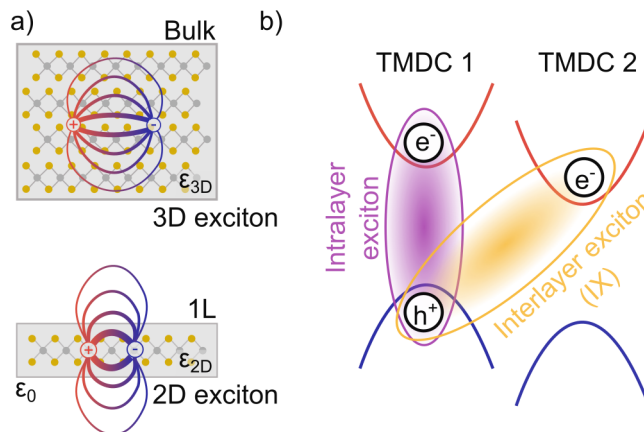 a)
Bulk
+
-
ε3D
3D exciton
1L
+
-
ε2D
ε0
2D exciton
b)
TMDC 1
TMDC 2
e-
e-
Intralayer
exciton
h+
Interlayer exciton
(IX)